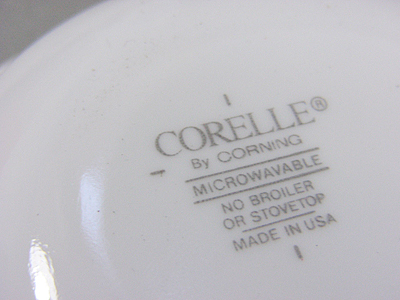 CORELLE®
By CORNING
MICROWAVABLE
NO BROILER
OR STOVETOP
MADE IN USA